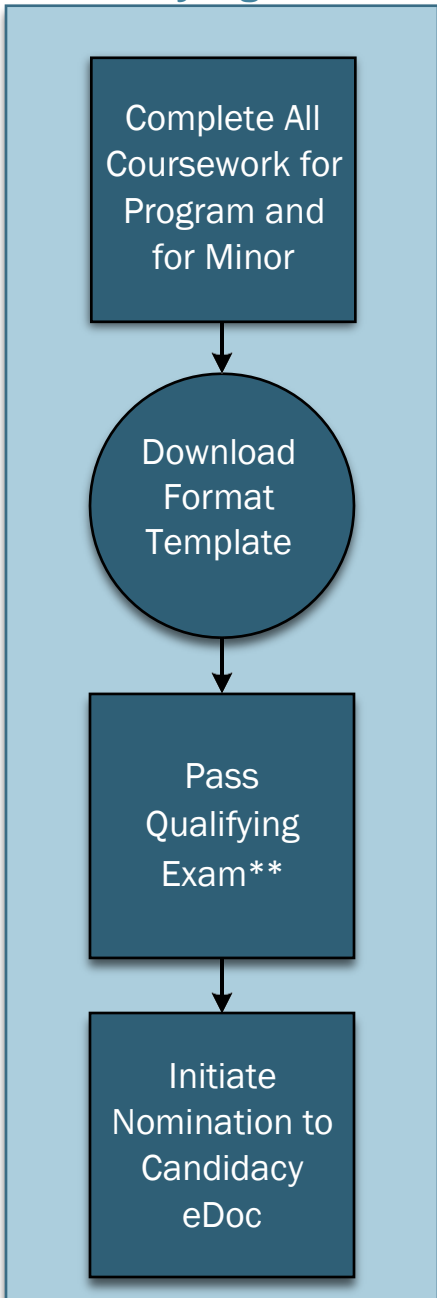 Complete All
Coursework for
Program and
for Minor
Download
Format
Template
Pass
Qualifying
Exam**
Initiate
Nomination to
Candidacy
eDoc